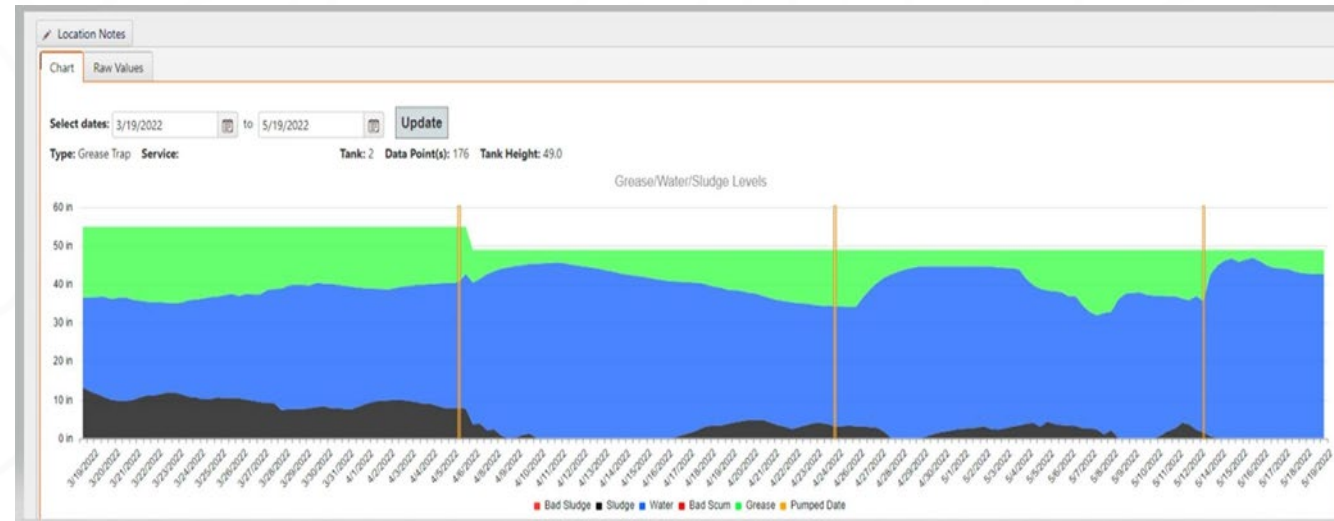 Location Notes
Chart Raw Values
Select dates: 3/19/2022 to 5/19/2022 Update
Type: Grease Trap Service: Tank: 2 Data Point(s): 176 Tank Height: 49.0
Grease/Water/Sludge Levels
60 in
50 in
40 in
30 in
20 in
10 in
0 in
3/19/2022 3/20/2022 3/21/2022 3/22/2022 3/23/2022 3/24/2022 3/25/2022 3/26/2022 3/27/2022 3/28/2022 3/29/2022 3/30/2022 3/31/2022 4/1/2022 4/2/2022 4/3/2022 4/4/2022 4/5/2022 4/6/2022 4/8/2022 4/9/2022 4/10/2022 4/11/2022 4/12/2022 4/13/2022 4/14/2022 4/15/2022 4/16/2022 4/17/2022 4/18/2022 4/19/2022 4/20/2022 4/21/2022 4/22/2022 4/23/2022 4/24/2022 4/26/2022 4/27/2022 4/28/2022 4/29/2022 4/30/2022 5/1/2022 5/2/2022 5/3/2022 5/4/2022 5/5/2022 5/6/2022 5/7/2022 5/8/2022 5/9/2022 5/10/2022 5/11/2022 5/12/2022 5/14/2022 5/15/2022 5/16/2022 5/17/2022 5/18/2022 5/19/2022
Bad Sludge Sludge Water Bad Scum Grease Pumped Date